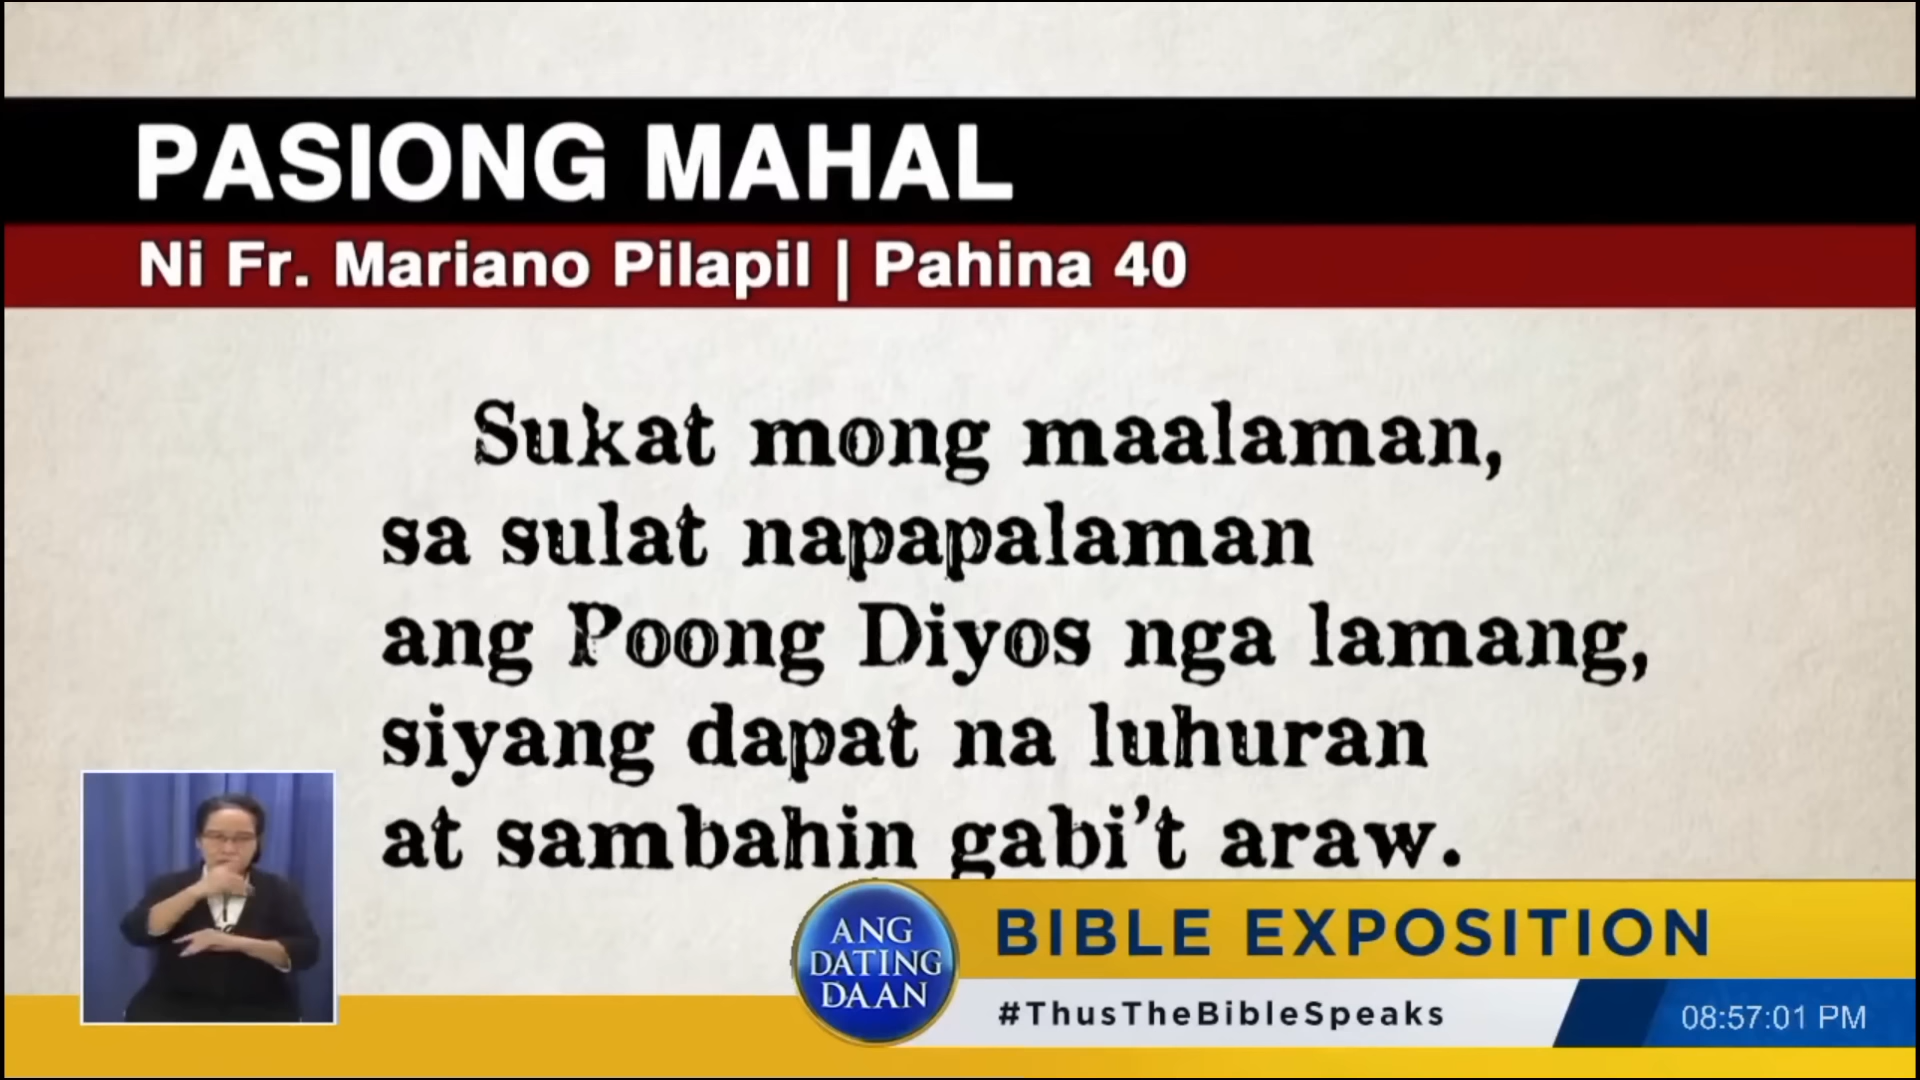 PASIONG MAHAL
Ni Fr. Mariano Pilapil | Pahina 40
Sukat mong maalaman,
sa sulat napapalaman
ang Poong Diyos nga lamang,
siyang dapat na luhuran
at sambahin gabi't araw.
ANG
DATING
DAAN
BIBLE EXPOSITION
#ThusTheBibleSpeaks
08:57:01 PM